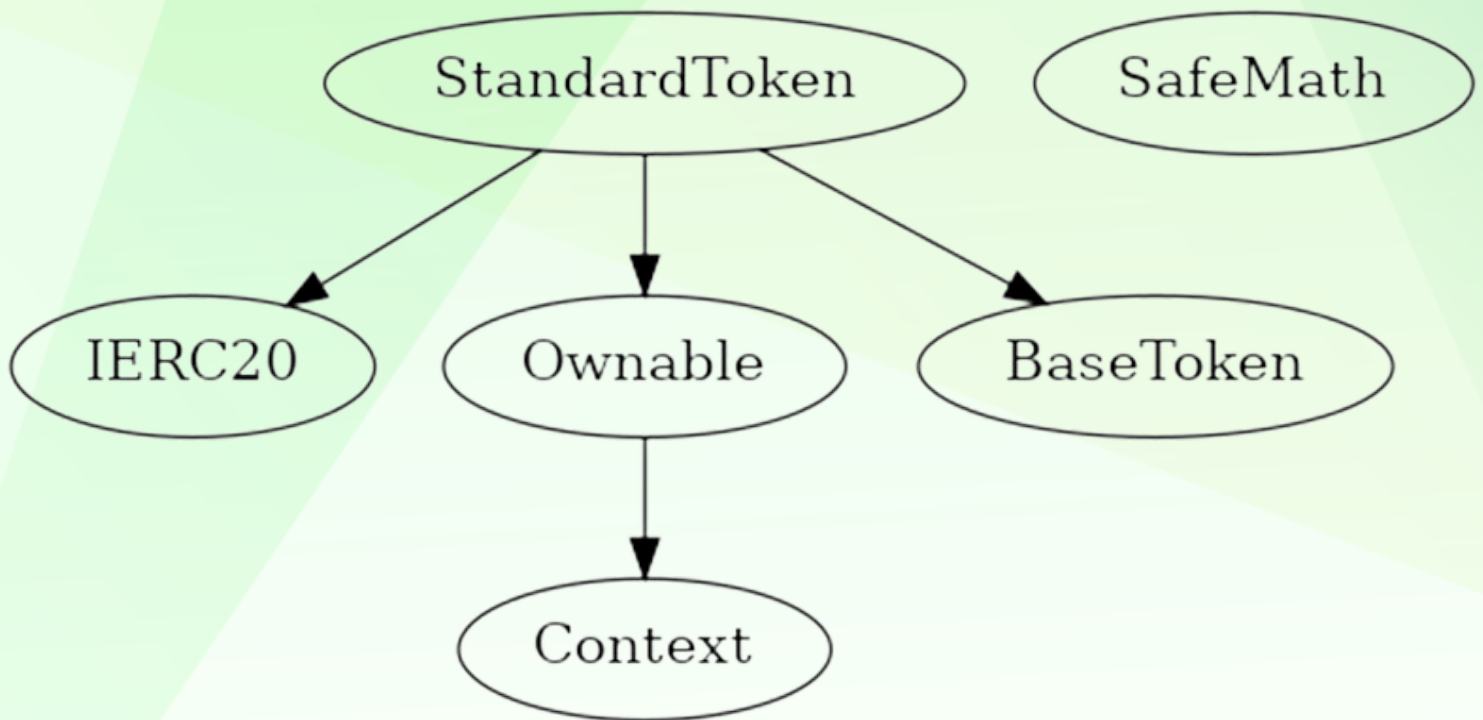 StandardToken
SafeMath
IERC20
Ownable
BaseToken
Context